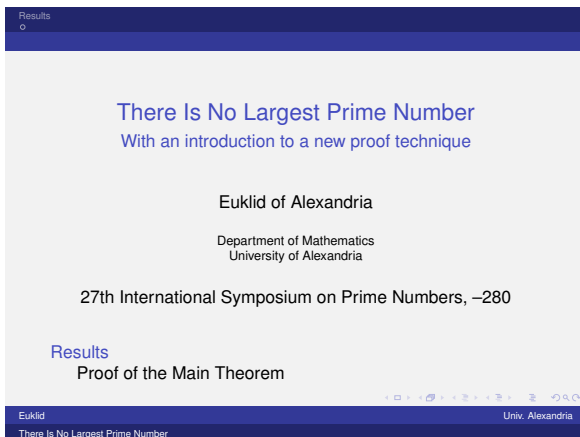 Results
There Is No Largest Prime Number
With an introduction to a new proof technique
Euklid of Alexandria
Department of Mathematics
University of Alexandria
27th International Symposium on Prime Numbers, –280
Results
Proof of the Main Theorem
Euklid
Univ. Alexandria
There Is No Largest Prime Number